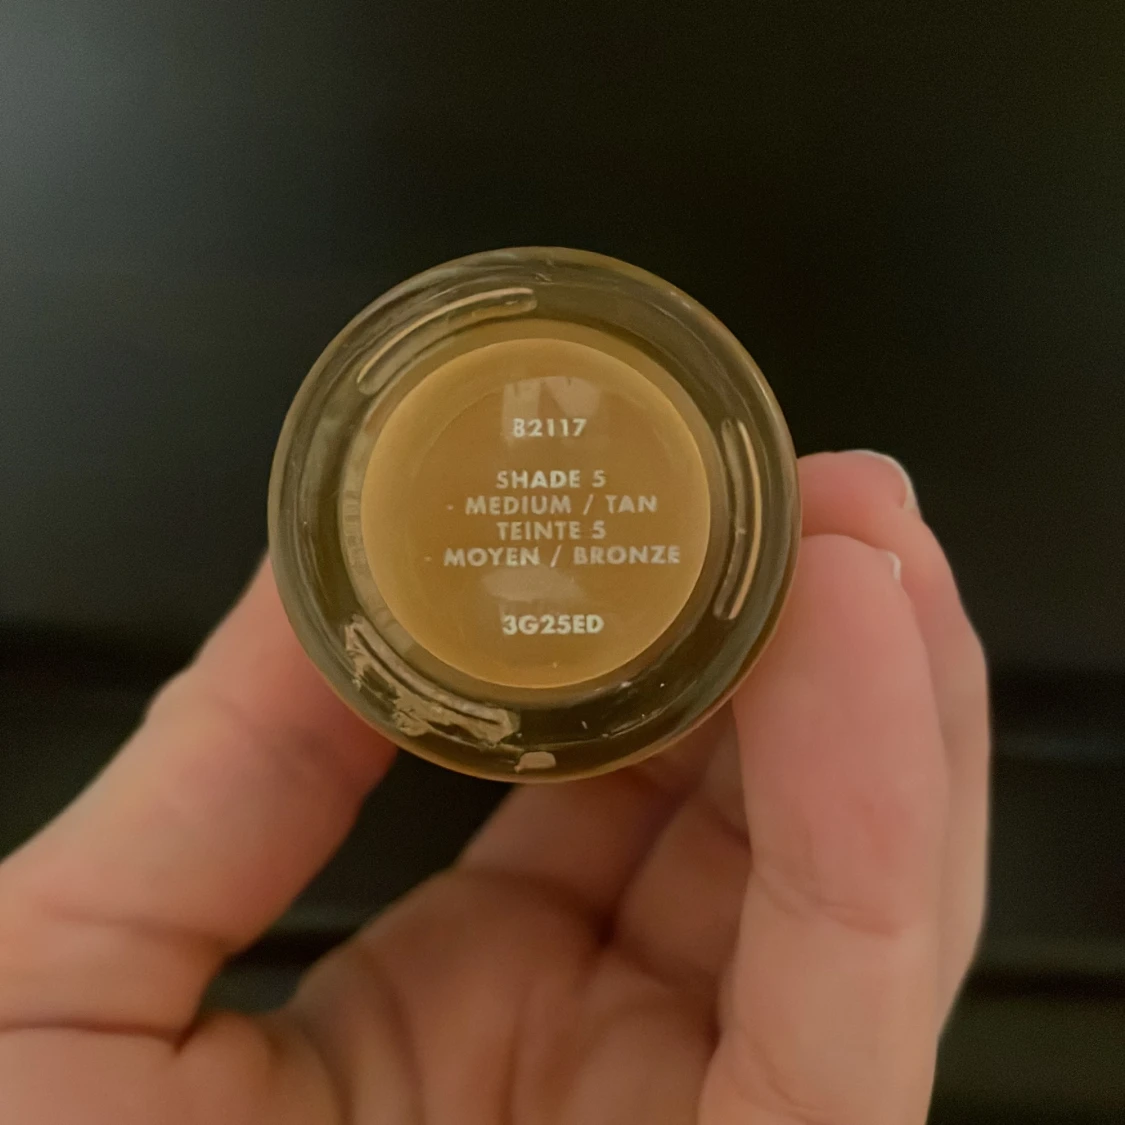 B2117
SHADE 5
- MEDIUM / TAN
TEINTE 5
- MOYEN / BRONZE
3G25ED